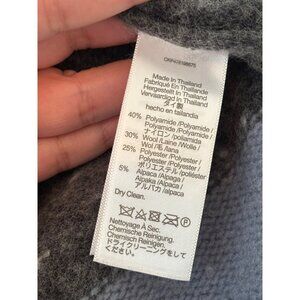 Made In Thailand
Fabriqué En Thaïlande
Hergestellt In Thailand
Vervaardigd In Thailand
タイ製
hecho en tailandia
40% Polyamide /Polyamide/
Polyamid /Polyamide /
ナイロン /poliamida
30% Wool /Laine /Wolle /
Wol /毛 /lana
25% Polyester /Polyester /
Polyester /Polyester /
ポリエステル /poliéster
5% Alpaca /Alpaga /
Alpaka /Alpaca /
アルパカ /alpaca
Dry Clean.
Nettoyage À Sec.
Chemische Reinigung.
Chemisch Reinigen.
ドライクリーニングをして
ください。